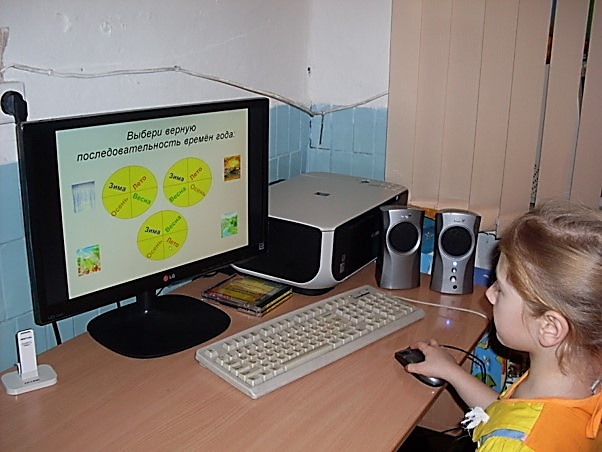 Выбери верную
последовательность времён года:
Зима Лето
Осень Весна
Зима Весна
Лето Осень
Зима Весна
Осень Лето
LG